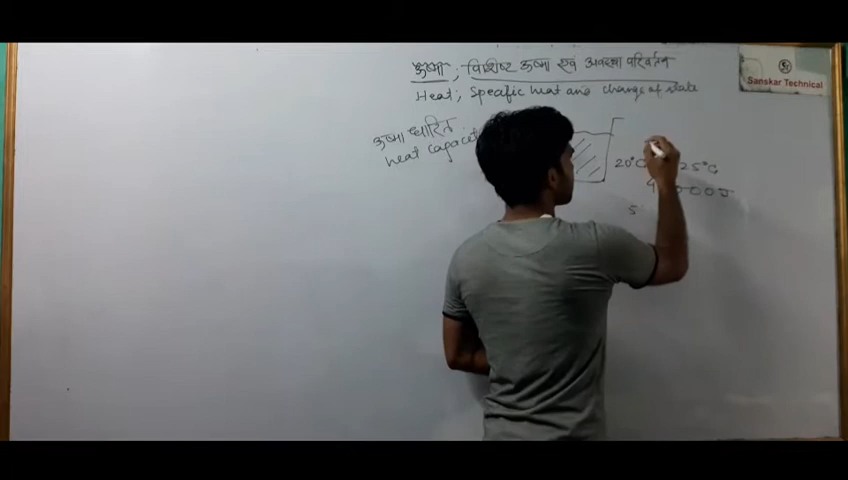 ऊष्मा ; विशिष्ट ऊष्मा एवं अवस्था परिवर्तन
Heat ; Specific heat and change of state
Sanskar Technical
ऊष्मा धारिता
heat capacit
20°C 25°C
5